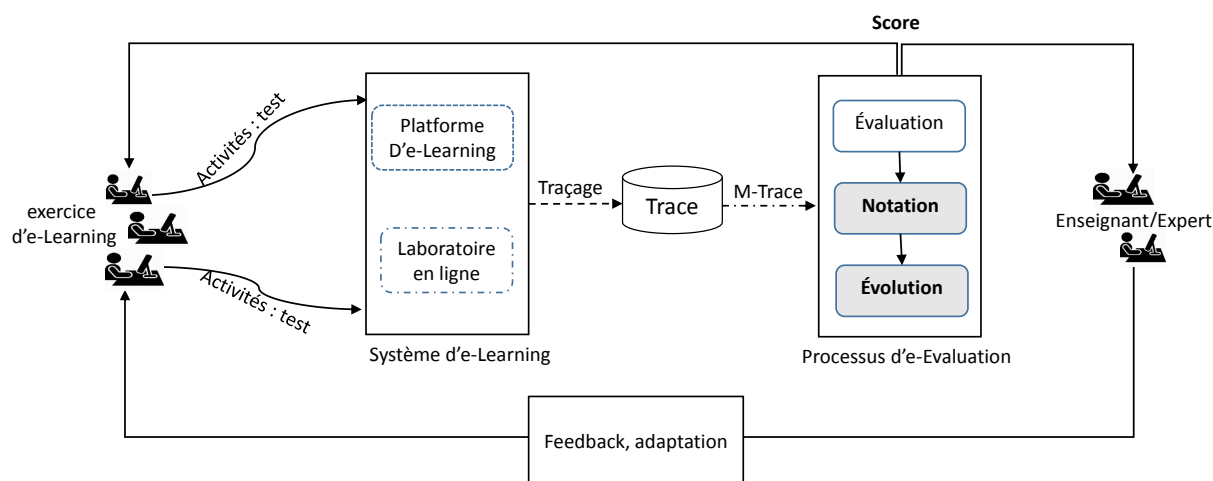 Score
Activités : test
Platforme
D'e-Learning
Évaluation
exercice
d'e-Learning
Traçage
Trace
M-Trace
Notation
Enseignant/Expert
Laboratoire
en ligne
Activités : test
Évolution
Système d'e-Learning
Processus d'e-Evaluation
Feedback, adaptation